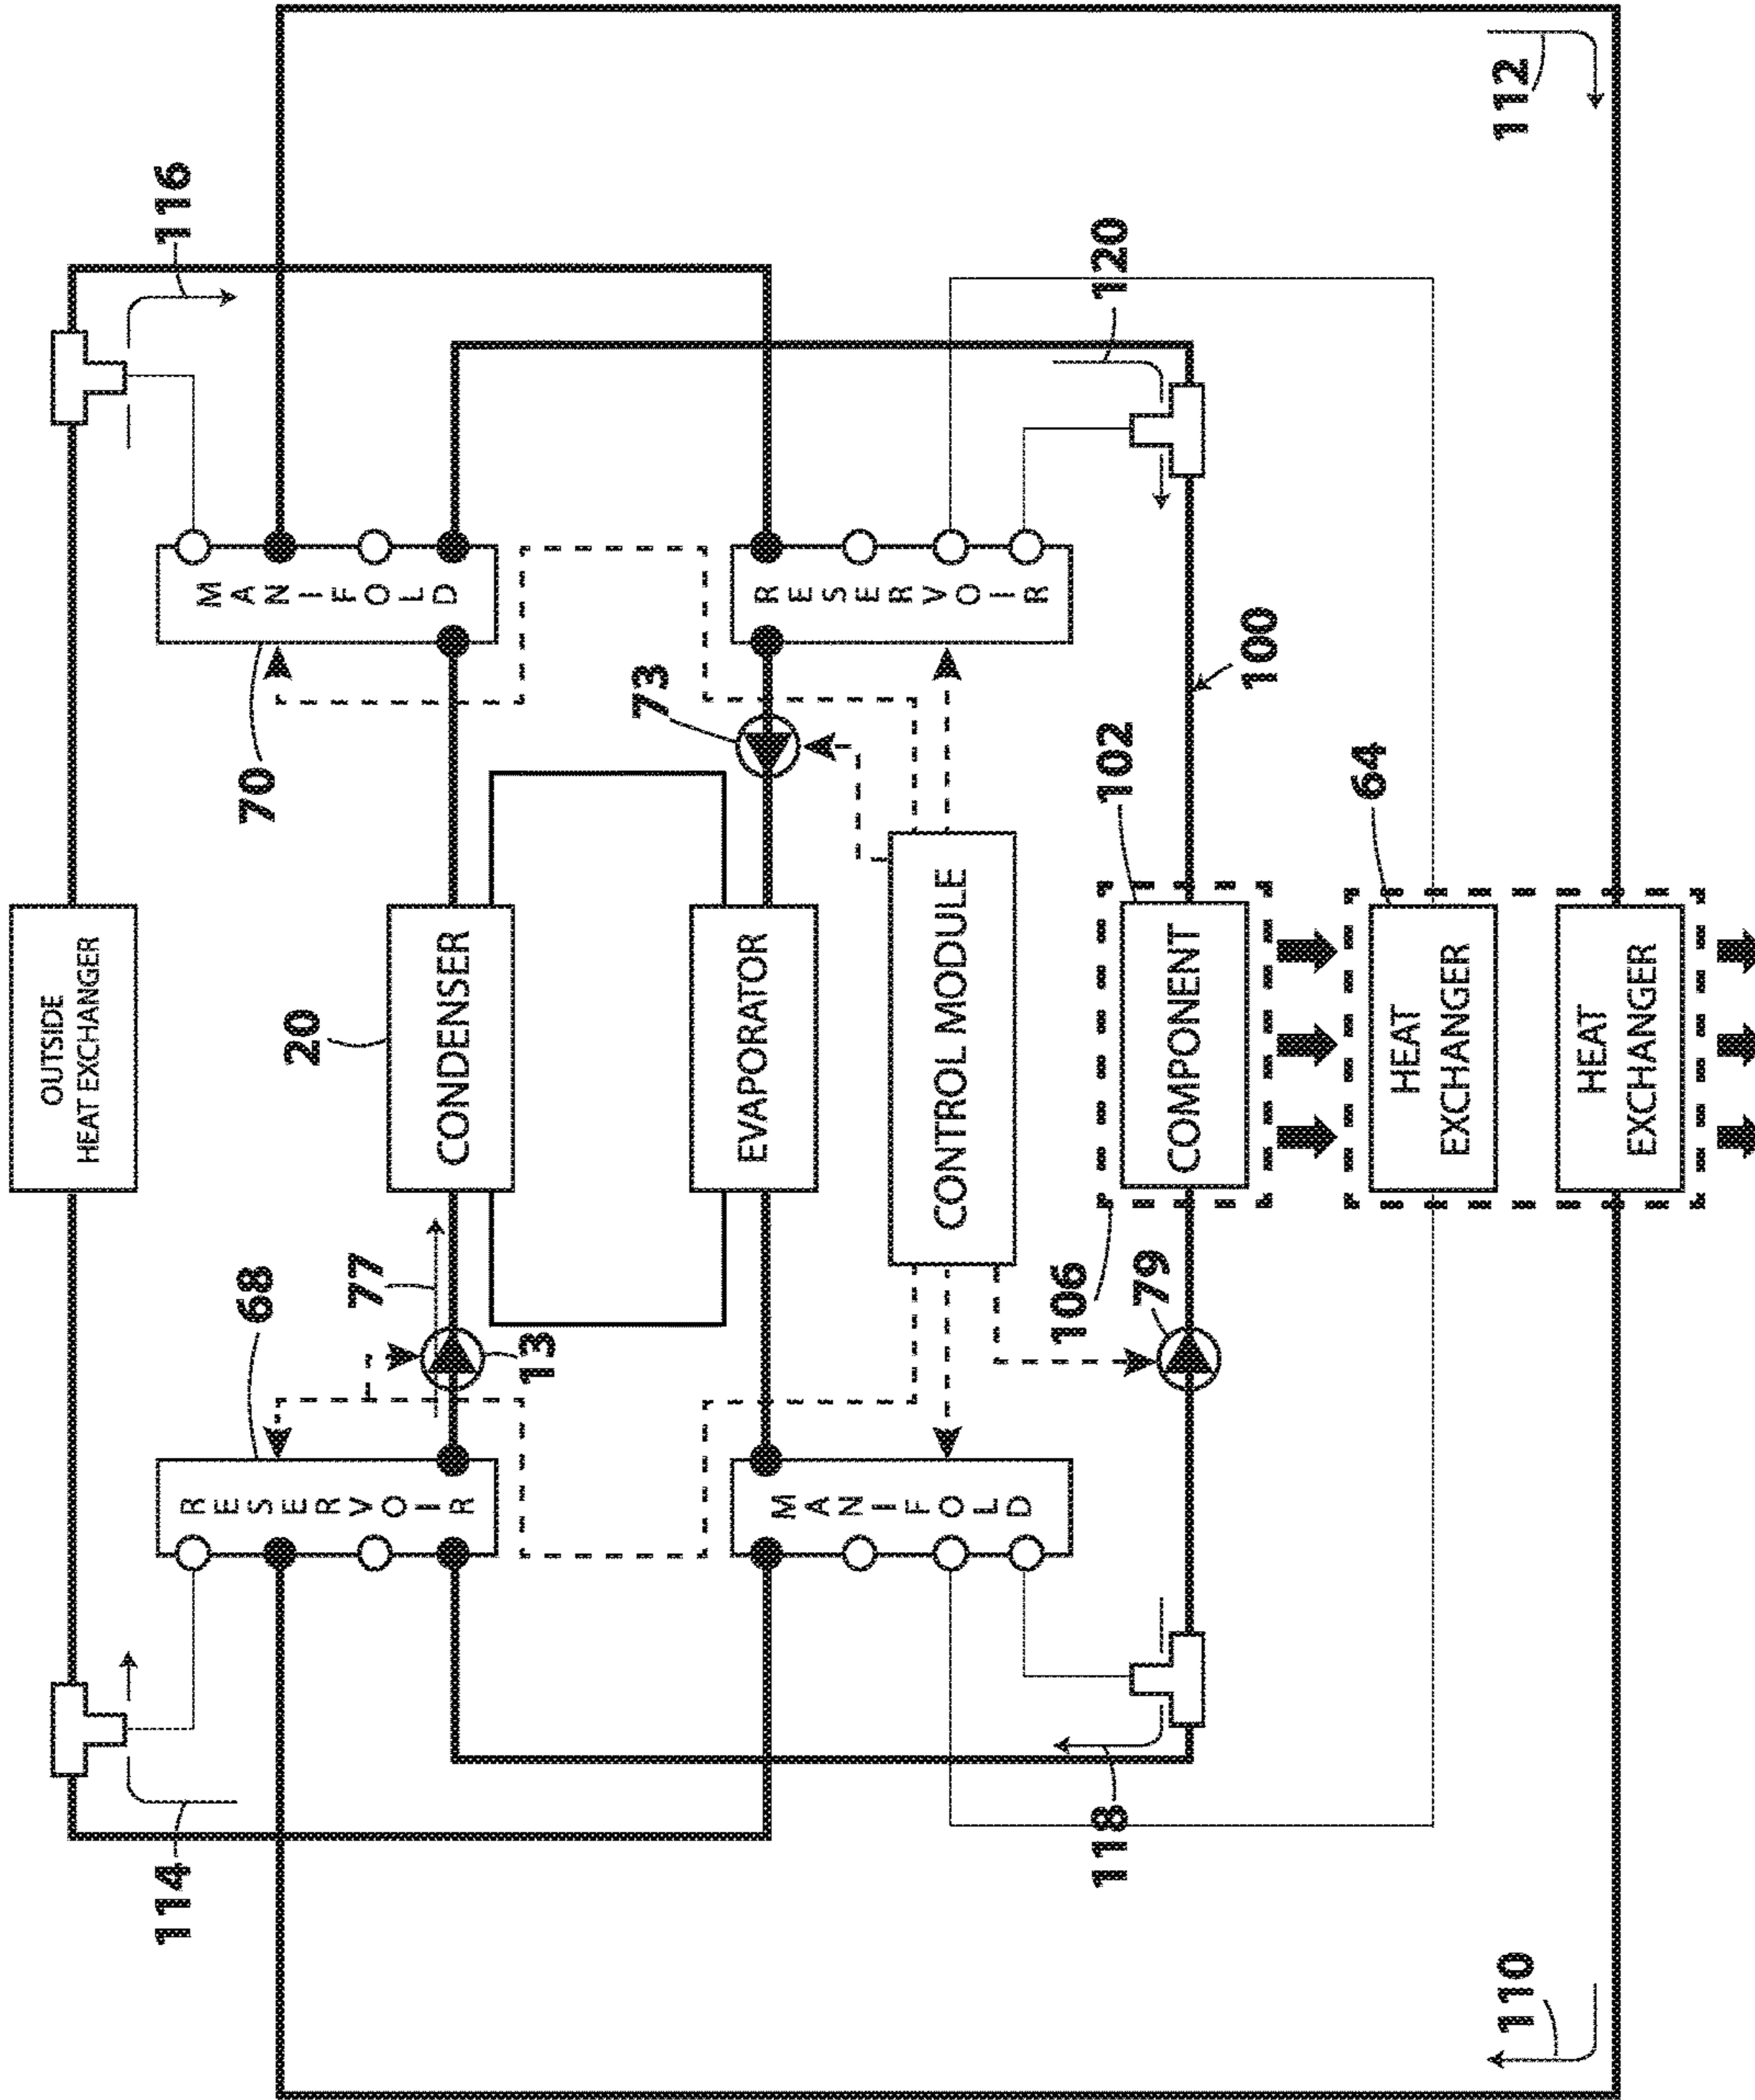 OUTSIDE
HEAT EXCHANGER
114
116
68
70
RESERVOIR
MANIFOLD
77
20
CONDENSER
13
73
EVAPORATOR
MANIFOLD
RESERVOIR
CONTROL MODULE
118
120
106
102
79
COMPONENT
100
64
HEAT
EXCHANGER
110
112
HEAT
EXCHANGER